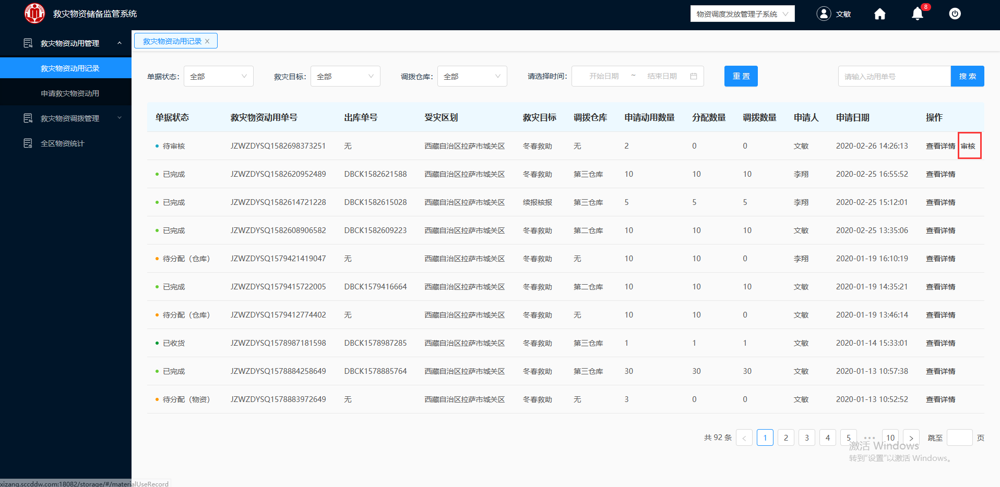 救灾物资储备监管系统
物资调度发放管理子系统
文敏
8
救灾物资动用管理
救灾物资动用记录
申请救灾物资动用
救灾物资调拨管理
全区物资统计
救灾物资动用记录
单据状态： 全部 救灾目标： 全部 调拨仓库： 全部 请选择时间： 开始日期 ~ 结束日期 重置 请输入动用单号 搜索
单据状态 救灾物资动用单号 出库单号 受灾区划 救灾目标 调拨仓库 申请动用数量 分配数量 调拨数量 申请人 申请日期 操作
待审核 JZWZDYSQ1582698373251 无 西藏自治区拉萨市城关区 冬春救助 无 2 0 0 文敏 2020-02-26 14:26:13 查看详情 审核
已完成 JZWZDYSQ1582620952489 DBCK1582621588 西藏自治区拉萨市城关区 冬春救助 第三仓库 10 10 10 李翔 2020-02-25 16:55:52 查看详情
已完成 JZWZDYSQ1582614721228 DBCK1582615028 西藏自治区拉萨市城关区 续报核报 第三仓库 5 5 5 李翔 2020-02-25 15:12:01 查看详情
已完成 JZWZDYSQ1582608906582 DBCK1582609223 西藏自治区拉萨市城关区 冬春救助 第二仓库 10 10 10 文敏 2020-02-25 13:35:06 查看详情
待分配（仓库） JZWZDYSQ1579421419047 无 西藏自治区拉萨市城关区 冬春救助 无 10 10 0 李翔 2020-01-19 16:10:19 查看详情
已完成 JZWZDYSQ1579415722005 DBCK1579416664 西藏自治区拉萨市城关区 冬春救助 第二仓库 10 10 10 文敏 2020-01-19 14:35:21 查看详情
待分配（仓库） JZWZDYSQ1579412774402 无 西藏自治区拉萨市城关区 冬春救助 无 10 10 0 文敏 2020-01-19 13:46:14 查看详情
已收货 JZWZDYSQ1578987181598 DBCK1578987285 西藏自治区拉萨市城关区 冬春救助 第三仓库 1 1 1 文敏 2020-01-14 15:33:01 查看详情
已完成 JZWZDYSQ1578884258649 DBCK1578885764 西藏自治区拉萨市城关区 冬春救助 第三仓库 30 30 30 文敏 2020-01-13 10:57:38 查看详情
待分配（物资） JZWZDYSQ1578883972649 无 西藏自治区拉萨市城关区 冬春救助 无 3 0 0 文敏 2020-01-13 10:52:52 查看详情
共 92 条 < 1 2 3 4 5 ••• 10 > 跳至 页
激活 Windows
转到“设置”以激活 Windows。
xizang.sccddw.com:18082/storage/#/materialUseRecord